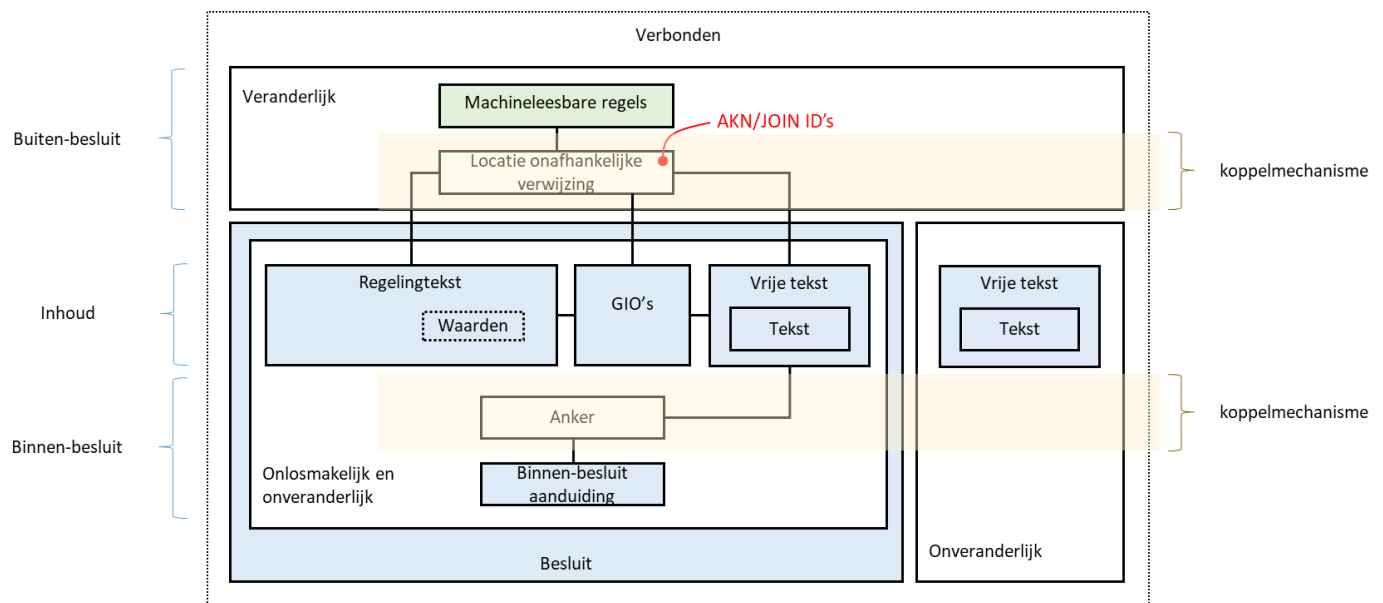 Verbonden
Veranderlijk
Machineleesbare regels
AKN/JOIN ID's
Buiten-besluit
Locatie onafhankelijke
verwijzing
koppelmechanisme
Inhoud
Regelingtekst
Waarden
GIO's
Vrije tekst
Tekst
Vrije tekst
Tekst
Binnen-besluit
Anker
koppelmechanisme
Onlosmakelijk en
onveranderlijk
Binnen-besluit
aanduiding
Besluit
Onveranderlijk